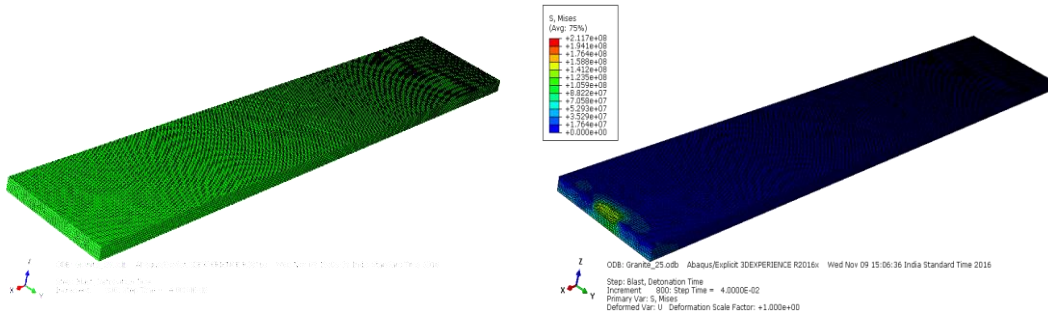 S, Mises
(Avg: 75%)
+2.117e+08
+1.941e+08
+1.764e+08
+1.588e+08
+1.412e+08
+1.235e+08
+1.059e+08
+8.822e+07
+7.058e+07
+5.293e+07
+3.529e+07
+1.764e+07
+0.000e+00
Z
X
Y
X
Y
ODB: Granite_25.odb Abaqus/Explicit 3DEXPERIENCE R2016x Wed Nov 09 15:06:36 India Standard Time 2016
Step: Blast, Detonation Time
Increment 800: Step Time = 4.0000E-02
Primary Var: S, Mises
Deformed Var: U Deformation Scale Factor: +1.000e+00